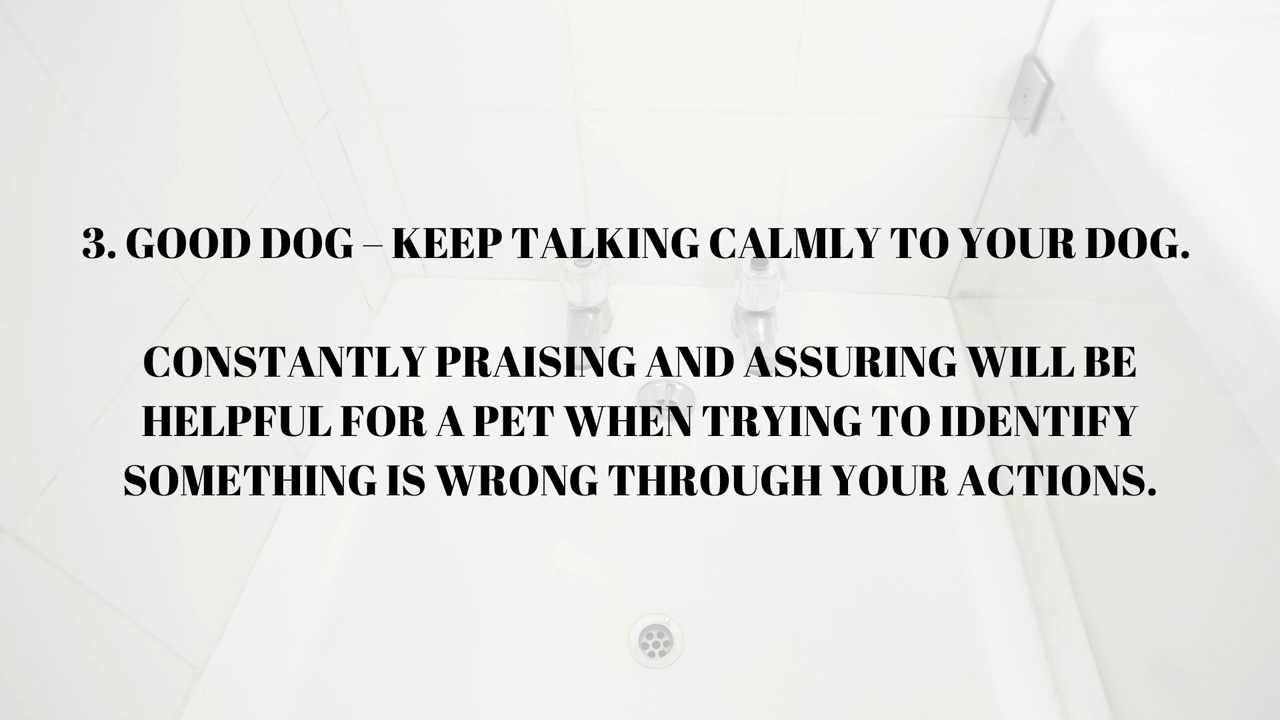 3. GOOD DOG – KEEP TALKING CALMLY TO YOUR DOG.
CONSTANTLY PRAISING AND ASSURING WILL BE
HELPFUL FOR A PET WHEN TRYING TO IDENTIFY
SOMETHING IS WRONG THROUGH YOUR ACTIONS.